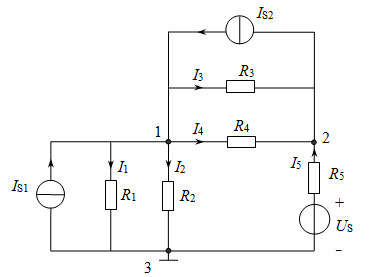 IS2
I3 R3
1 I4 R4 2
IS1 I1 R1 I2 R2 I5 R5
+
US
-
3